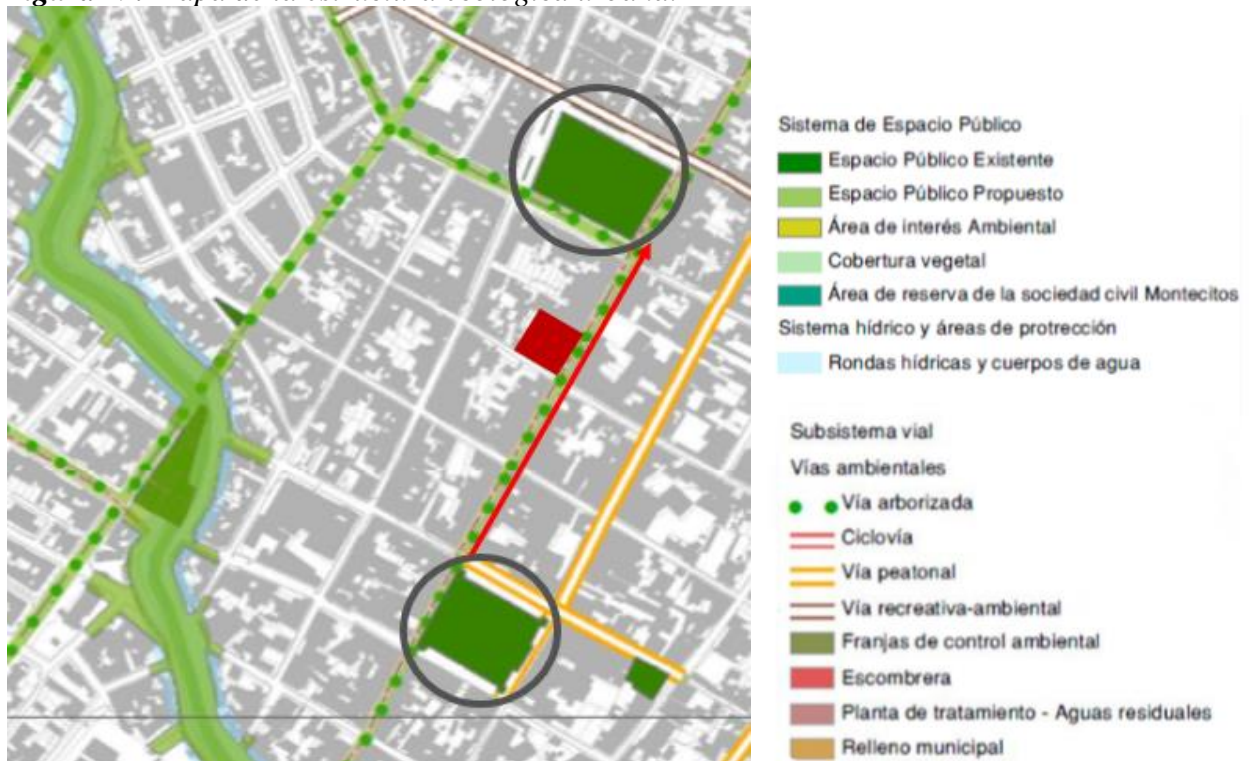 Sistema de Espacio Público
Espacio Público Existente
Espacio Público Propuesto
Área de interés Ambiental
Cobertura vegetal
Área de reserva de la sociedad civil Montecitos
Sistema hídrico y áreas de protrección
Rondas hídricas y cuerpos de agua
Subsistema vial
Vías ambientales
Vía arborizada
Ciclovía
Vía peatonal
Vía recreativa-ambiental
Franjas de control ambiental
Escombrera
Planta de tratamiento - Aguas residuales
Relleno municipal